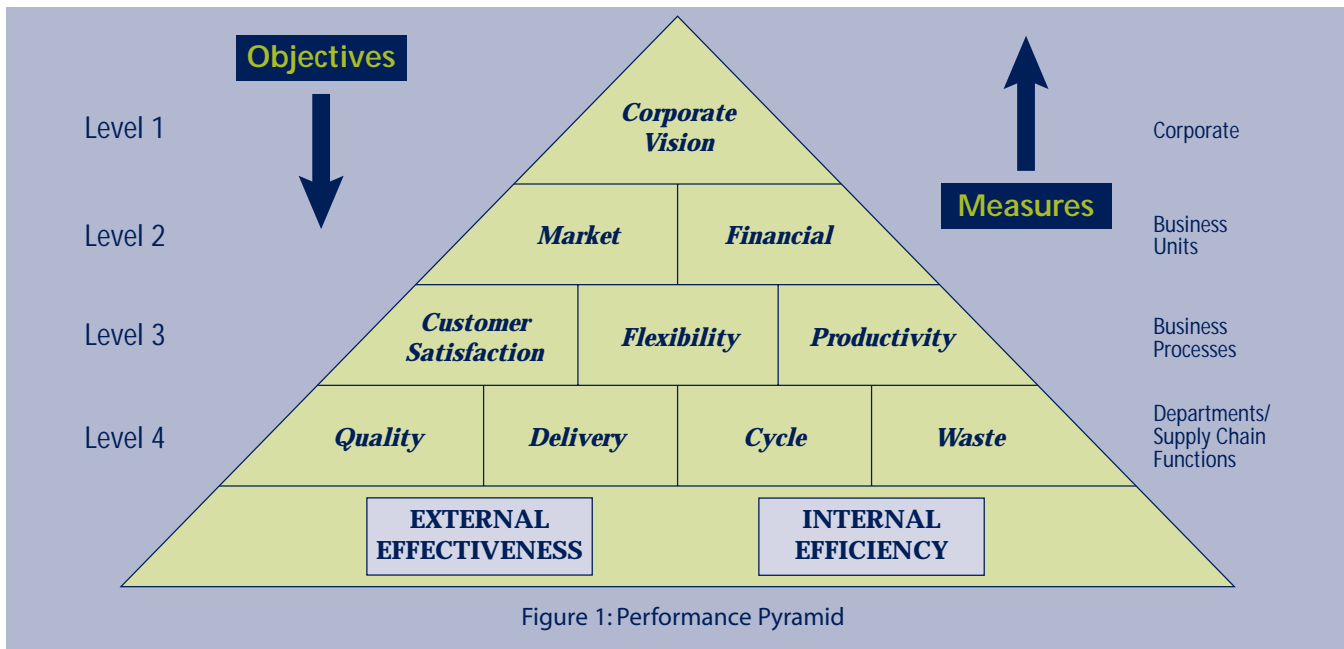 Objectives
Level 1
Corporate
Vision
Corporate
Measures
Level 2
Market
Financial
Business
Units
Level 3
Customer
Satisfaction
Flexibility
Productivity
Business
Processes
Level 4
Quality
Delivery
Cycle
Waste
Departments/
Supply Chain
Functions
EXTERNAL
EFFECTIVENESS
INTERNAL
EFFICIENCY
Figure 1: Performance Pyramid